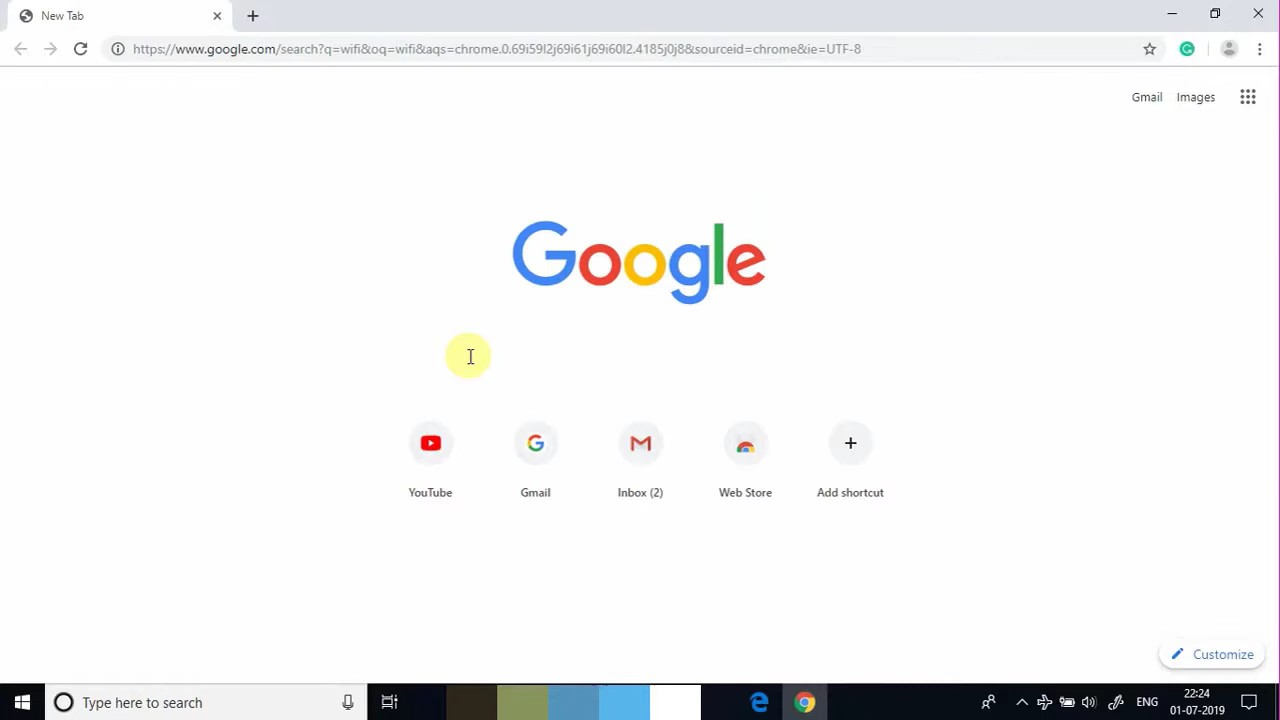 New Tab
https://www.google.com/search?q=wifi&oq=wifi&aqs=chrome.0.69i59l2j69i61j69i60l2.4185j0j8&sourceid=chrome&ie=UTF-8
Gmail Images
Google
YouTube Gmail Inbox (2) Web Store Add shortcut
Customize
Type here to search
ENG
22:24
01-07-2019